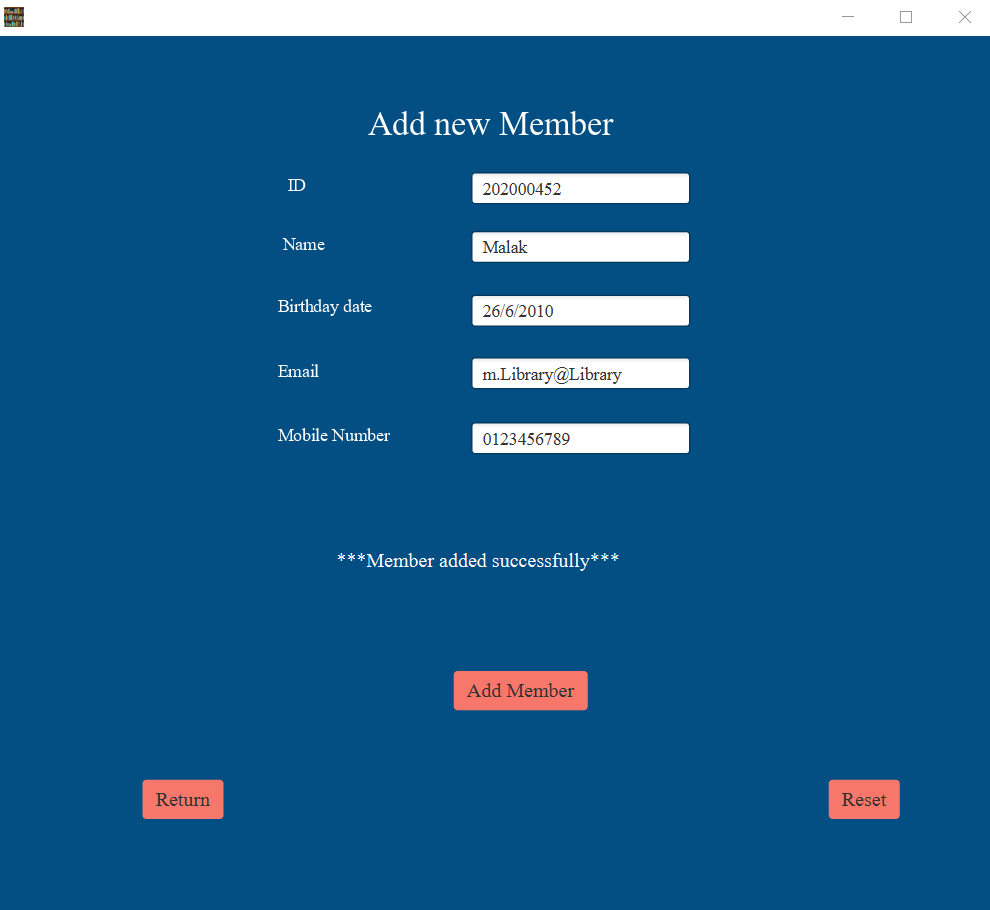 Add new Member
ID 202000452
Name Malak
Birthday date 26/6/2010
Email m.Library@Library
Mobile Number 0123456789
***Member added successfully***
Add Member
Return Reset